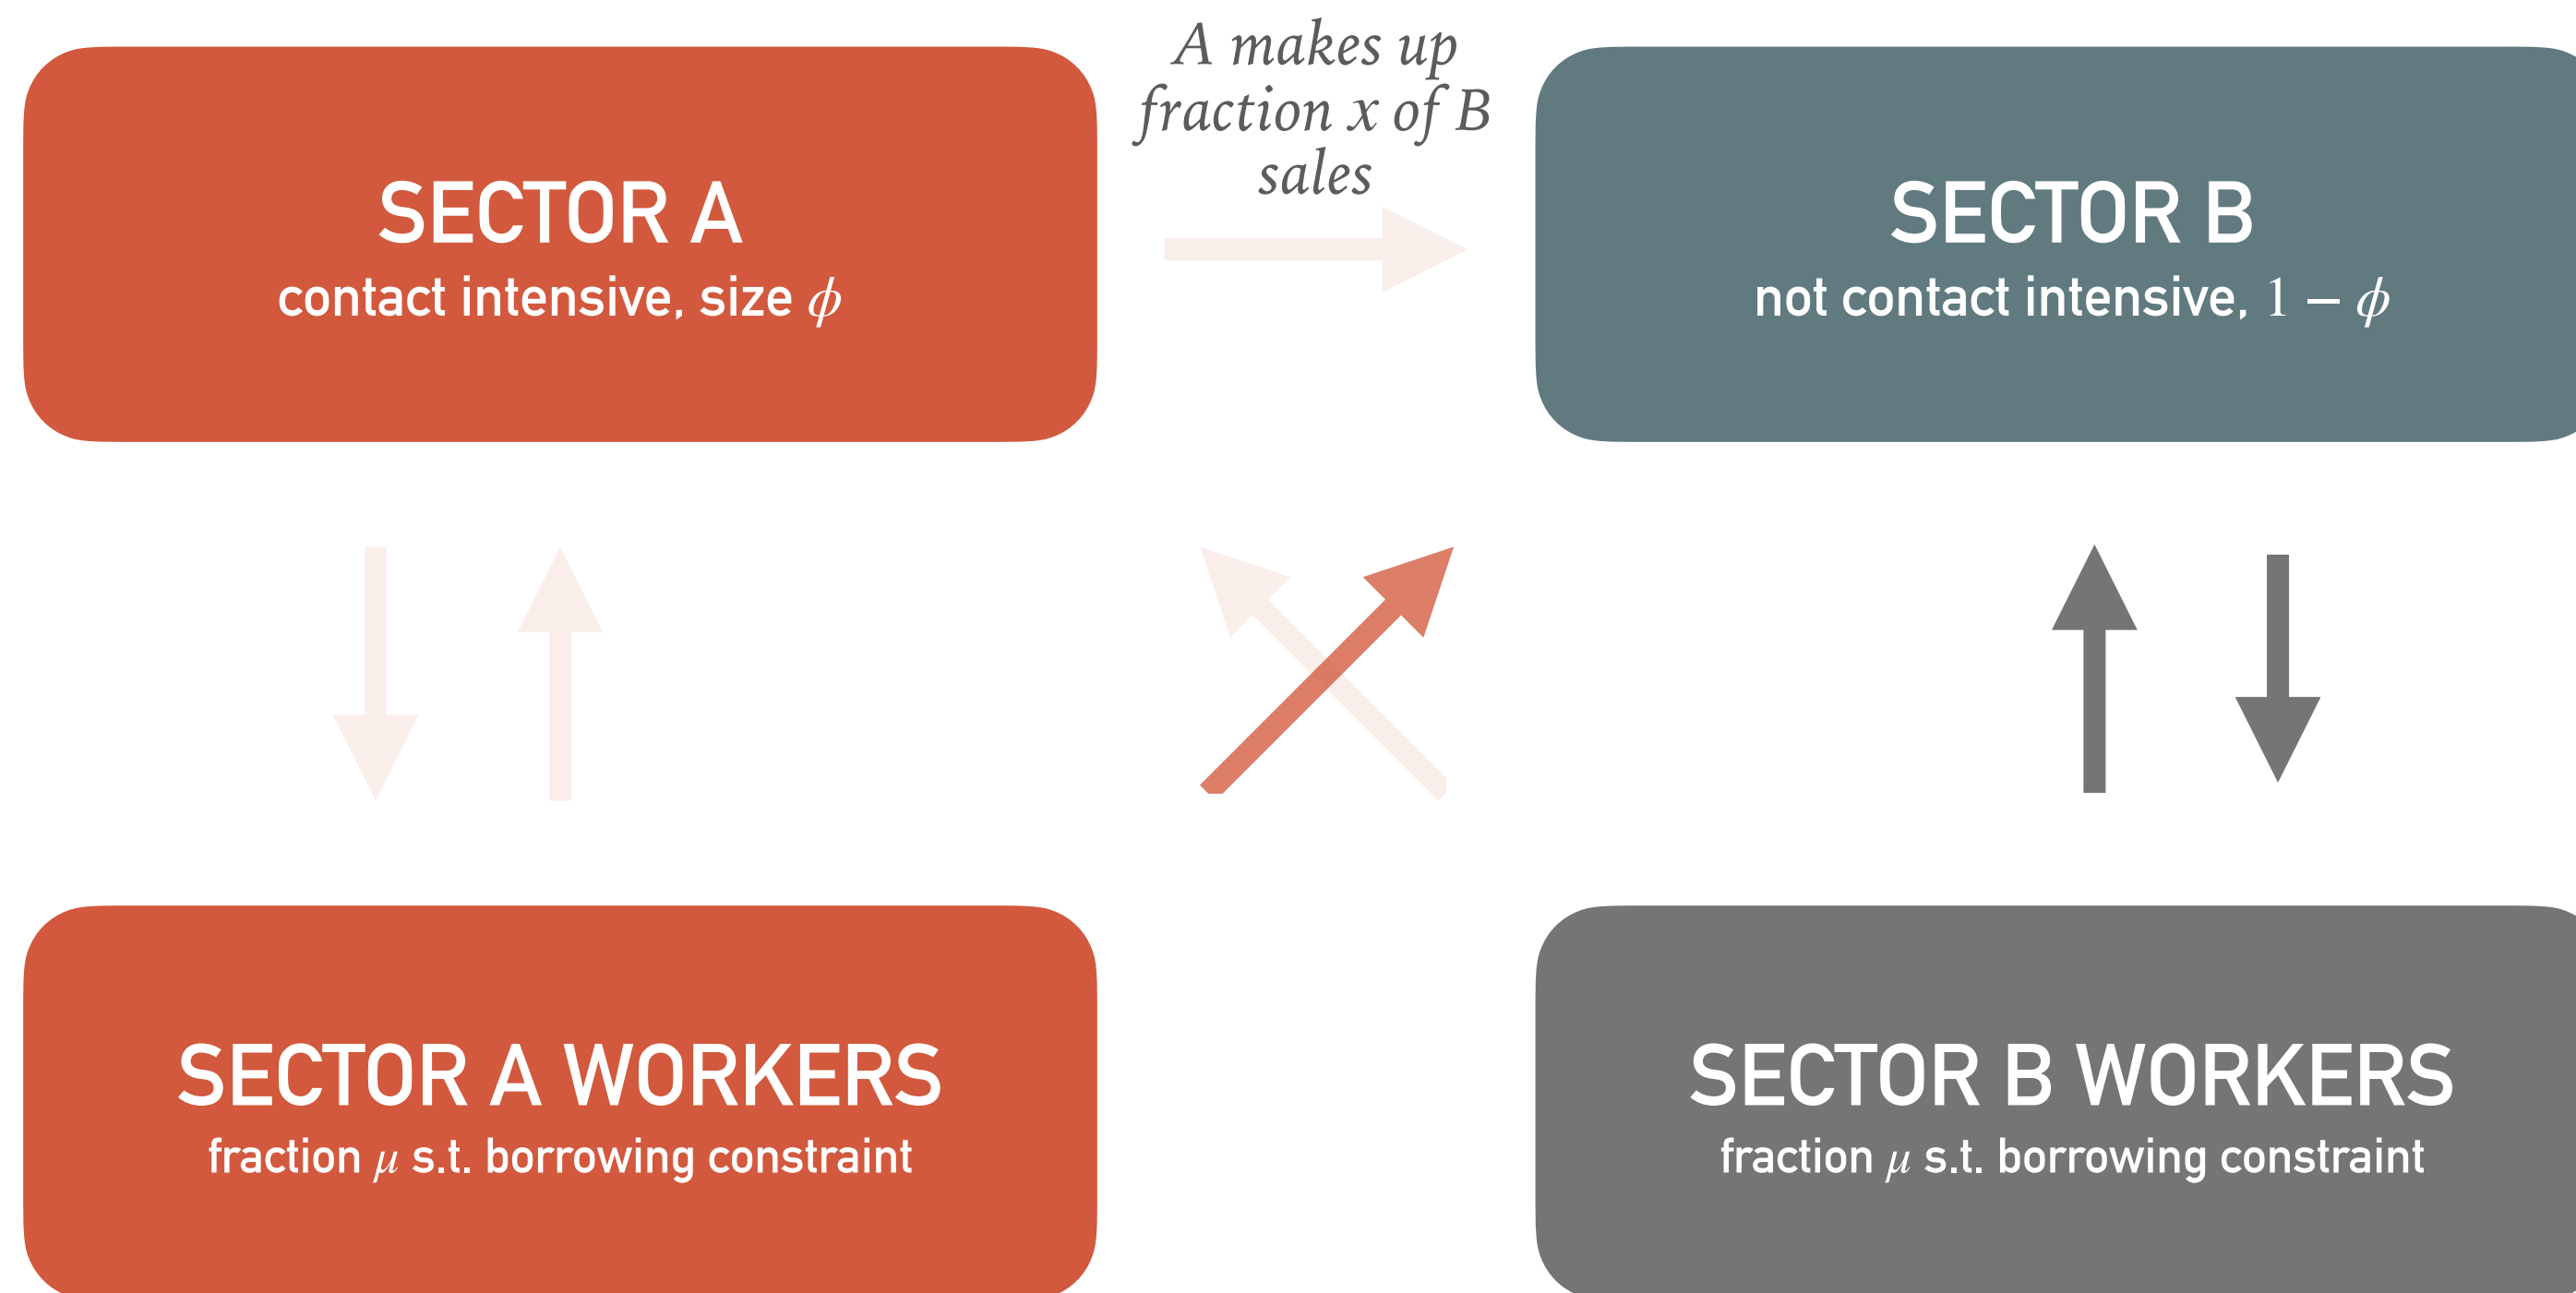 A makes up
fraction x of B
sales
SECTOR A
contact intensive, size ϕ
SECTOR B
not contact intensive, 1 − ϕ
SECTOR A WORKERS
fraction μ s.t. borrowing constraint
SECTOR B WORKERS
fraction μ s.t. borrowing constraint